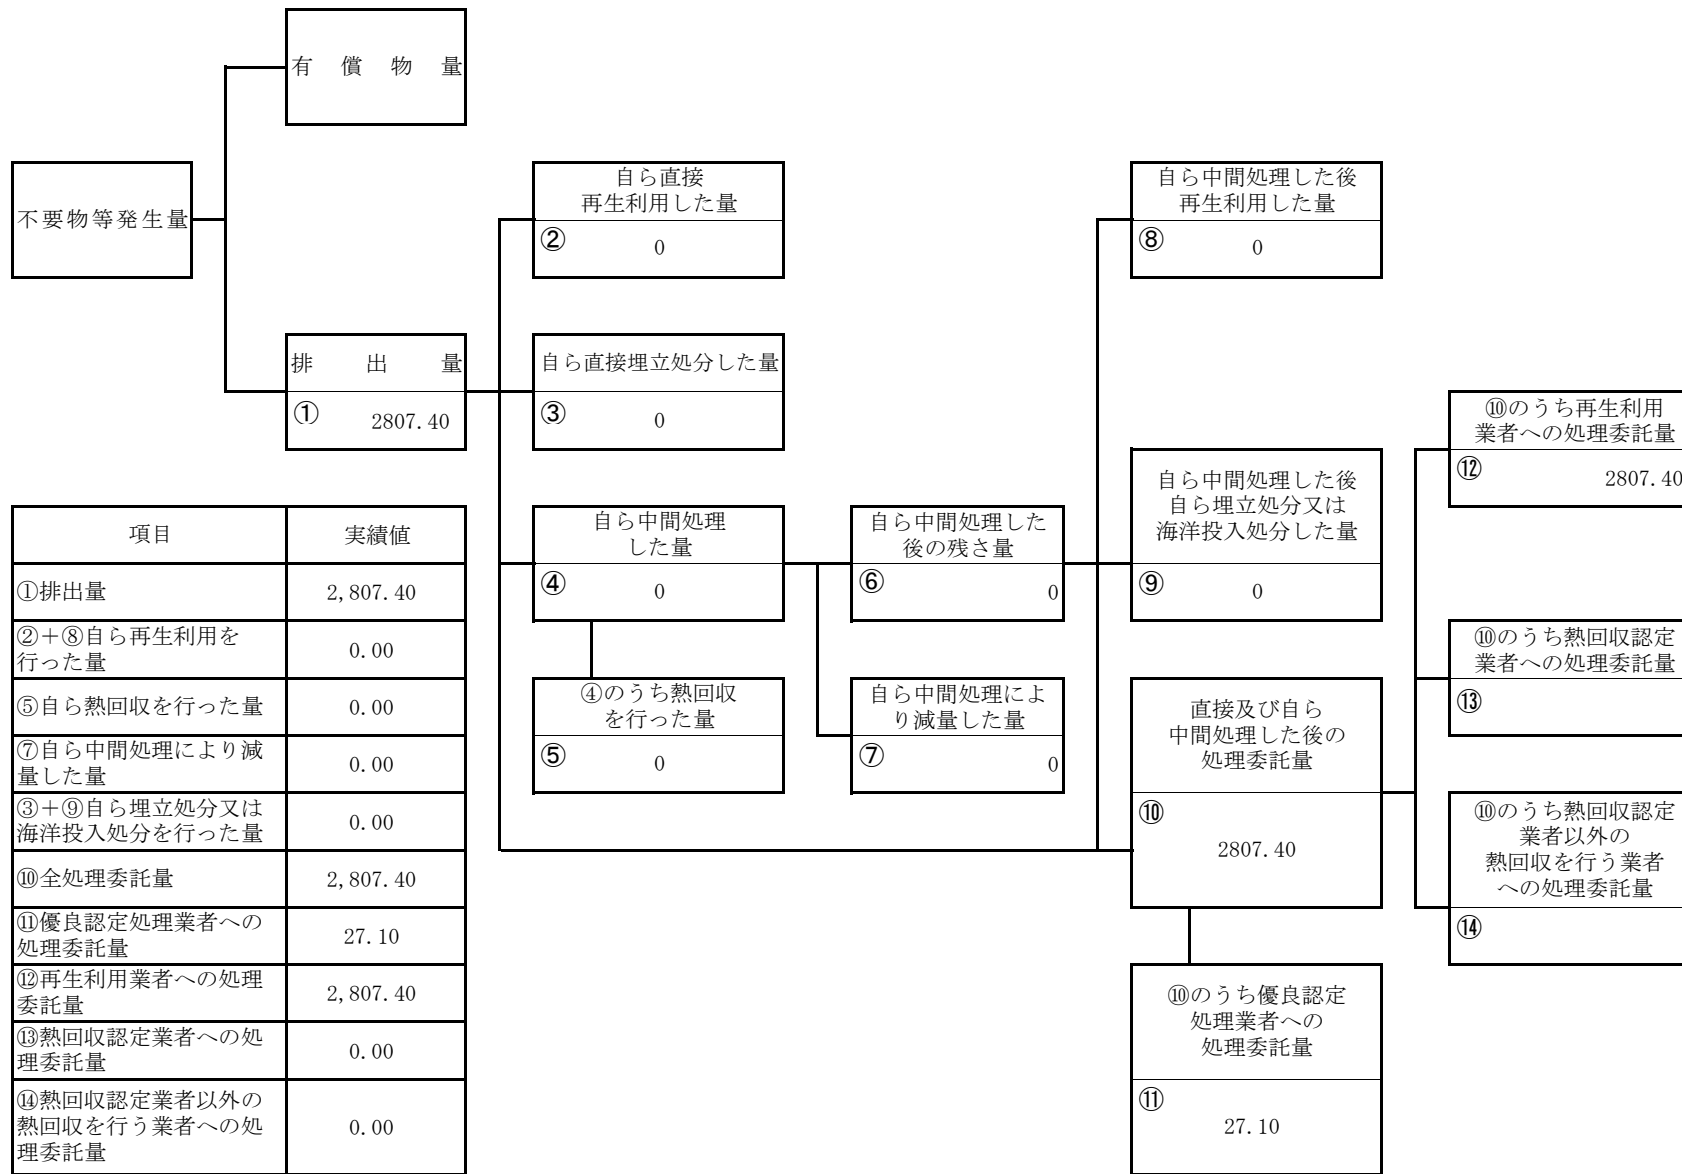 有償物量
不要物等発生量
排出量
① 2807.40
自ら直接
再生利用した量
② 0
自ら直接埋立処分した量
③ 0
自ら中間処理
した量
④ 0
④のうち熱回収
を行った量
⑤ 0
自ら中間処理した
後の残さ量
⑥ 0
自ら中間処理によ
り減量した量
⑦ 0
自ら中間処理した後
再生利用した量
⑧ 0
自ら中間処理した後
自ら埋立処分又は
海洋投入処分した量
⑨ 0
直接及び自ら
中間処理した後の
処理委託量
⑩
2807.40
⑩のうち優良認定
処理業者への
処理委託量
⑪
27.10
⑩のうち再生利用
業者への処理委託量
⑫ 2807.40
⑩のうち熱回収認定
業者への処理委託量
⑬
⑩のうち熱回収認定
業者以外の
熱回収を行う業者
への処理委託量
⑭
項目 実績値
①排出量 2,807.40
②＋⑧自ら再生利用を
行った量 0.00
⑤自ら熱回収を行った量 0.00
⑦自ら中間処理により減
量した量 0.00
③＋⑨自ら埋立処分又は
海洋投入処分を行った量 0.00
⑩全処理委託量 2,807.40
⑪優良認定処理業者への
処理委託量 27.10
⑫再生利用業者への処理
委託量 2,807.40
⑬熱回収認定業者への処
理委託量 0.00
⑭熱回収認定業者以外の
熱回収を行う業者への処
理委託量 0.00